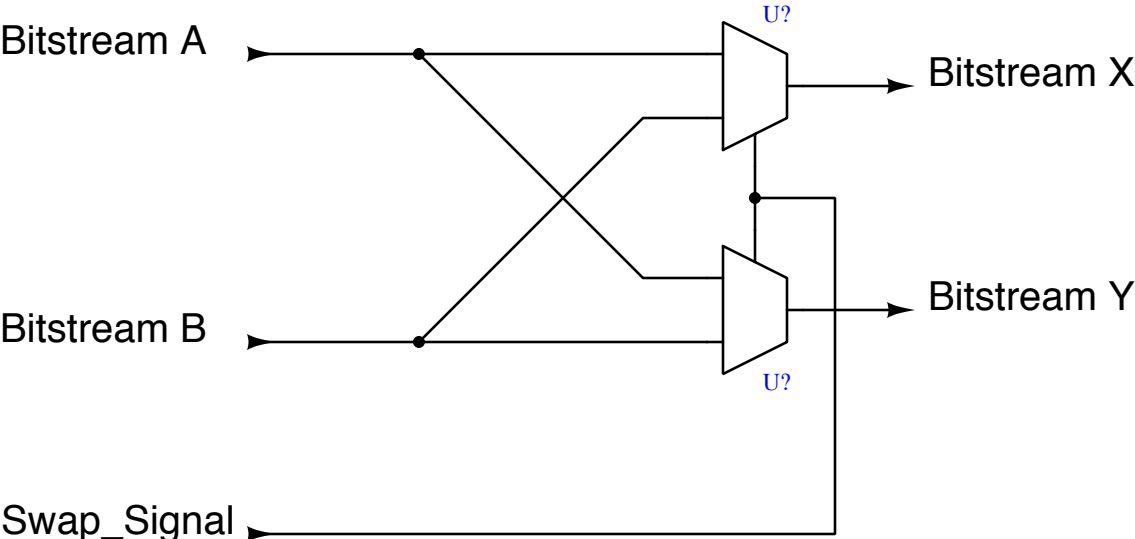 U?
Bitstream A
Bitstream X
Bitstream B
Bitstream Y
U?
Swap_Signal